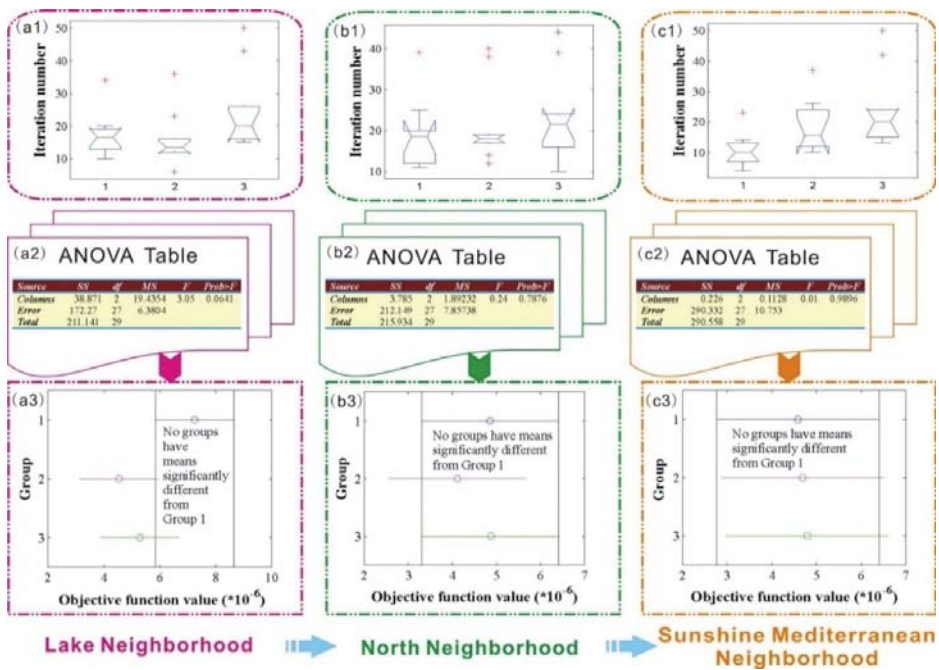 (a1)
Iteration number
50
40
30
20
10
1 2 3
(b1)
Iteration number
40
30
20
10
1 2 3
(c1)
Iteration number
50
40
30
20
10
1 2 3
(a2) ANOVA Table
Source SS df MS F Prob>F
Columns 38.871 2 19.4354 3.05 0.0641
Error 172.27 27 6.3804
Total 211.141 29
(b2) ANOVA Table
Source SS df MS F Prob>F
Columns 3.785 2 1.89232 0.24 0.7876
Error 212.149 27 7.85738
Total 215.934 29
(c2) ANOVA Table
Source SS df MS F Prob>F
Columns 0.226 2 0.1128 0.01 0.9896
Error 290.332 27 10.753
Total 290.558 29
(a3)
Group
1
2
3
No groups
have
means
significantly
different
from
Group 1
2 4 6 8 10
Objective function value (*10-6)
(b3)
Group
1
2
3
No groups have means
significantly different
from Group 1
2 3 4 5 6 7
Objective function value (*10-6)
(c3)
Group
1
2
3
No groups have means
significantly different
from Group 1
2 3 4 5 6 7
Objective function value (*10-6)
Lake Neighborhood
North Neighborhood
Sunshine Mediterranean
Neighborhood